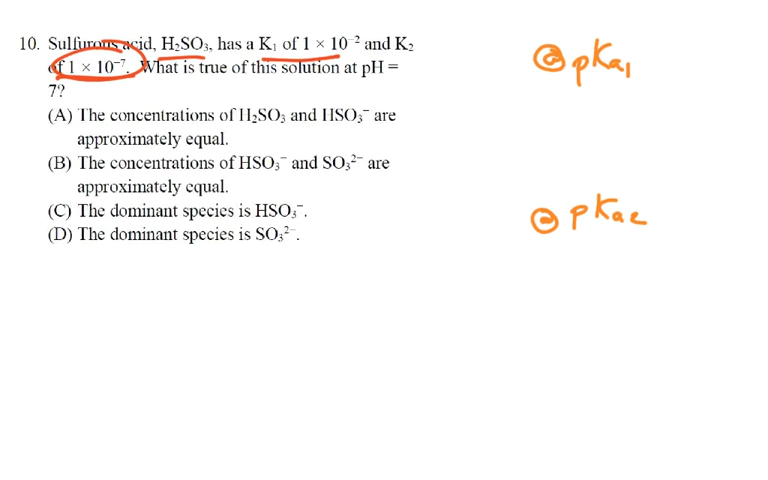 10. Sulfurous acid, H₂SO₃, has a K₁ of 1 × 10⁻² and K₂
of 1 × 10⁻⁷. What is true of this solution at pH =
7?
(A) The concentrations of H₂SO₃ and HSO₃⁻ are
approximately equal.
(B) The concentrations of HSO₃⁻ and SO₃²⁻ are
approximately equal.
(C) The dominant species is HSO₃⁻.
(D) The dominant species is SO₃²⁻.
@ pKa₁
@ pKa₂